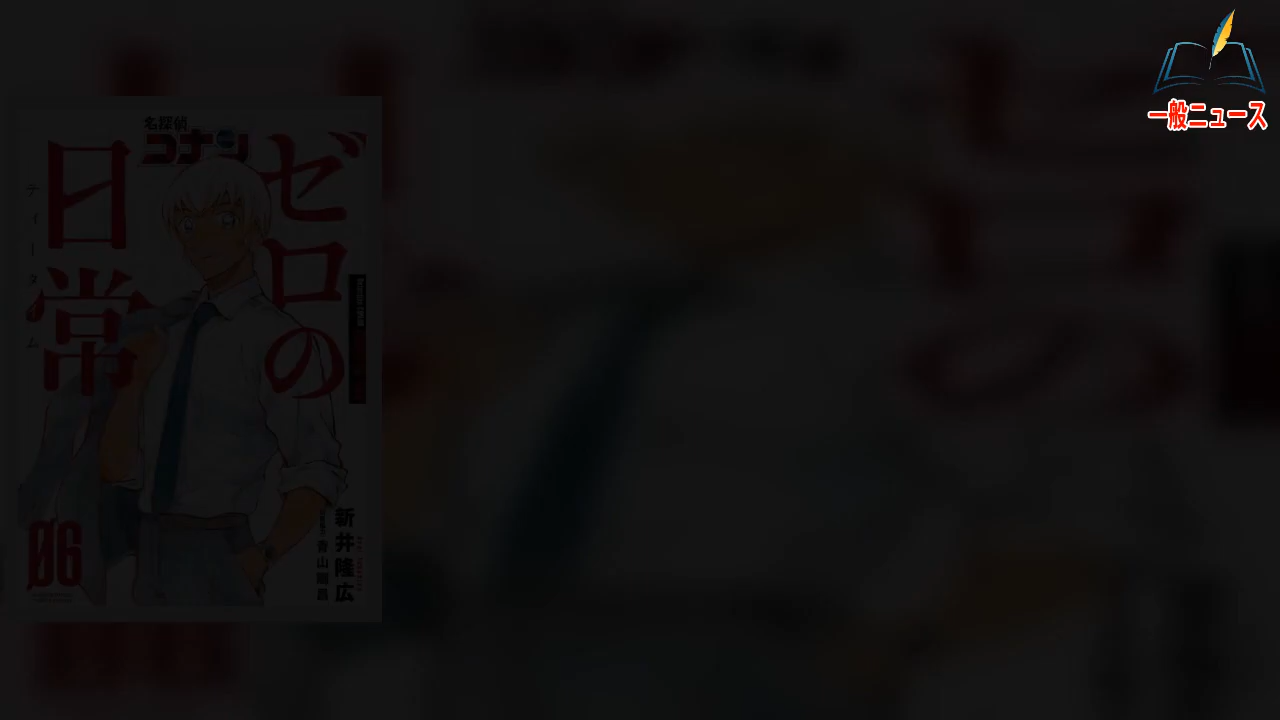 一般ニュース
名探偵
コナン
ゼロの
日常
ティータイム
06
新井隆広
青山剛昌